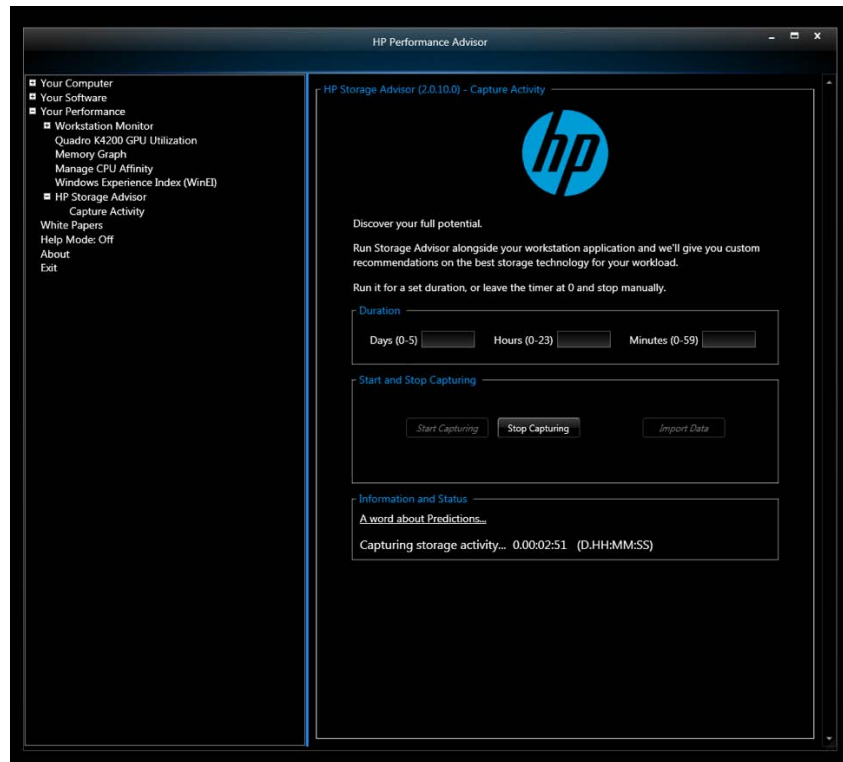 HP Performance Advisor
Your Computer
Your Software
Your Performance
Workstation Monitor
Quadro K4200 GPU Utilization
Memory Graph
Manage CPU Affinity
Windows Experience Index (WinEI)
HP Storage Advisor
Capture Activity
White Papers
Help Mode: Off
About
Exit
HP Storage Advisor (2.0.10.0) - Capture Activity
hp
Discover your full potential.
Run Storage Advisor alongside your workstation application and we'll give you custom
recommendations on the best storage technology for your workload.
Run it for a set duration, or leave the timer at 0 and stop manually.
Duration
Days (0-5) Hours (0-23) Minutes (0-59)
Start and Stop Capturing
Start Capturing Stop Capturing Import Data
Information and Status
A word about Predictions...
Capturing storage activity... 0.00:02:51 (D.HH:MM:SS)